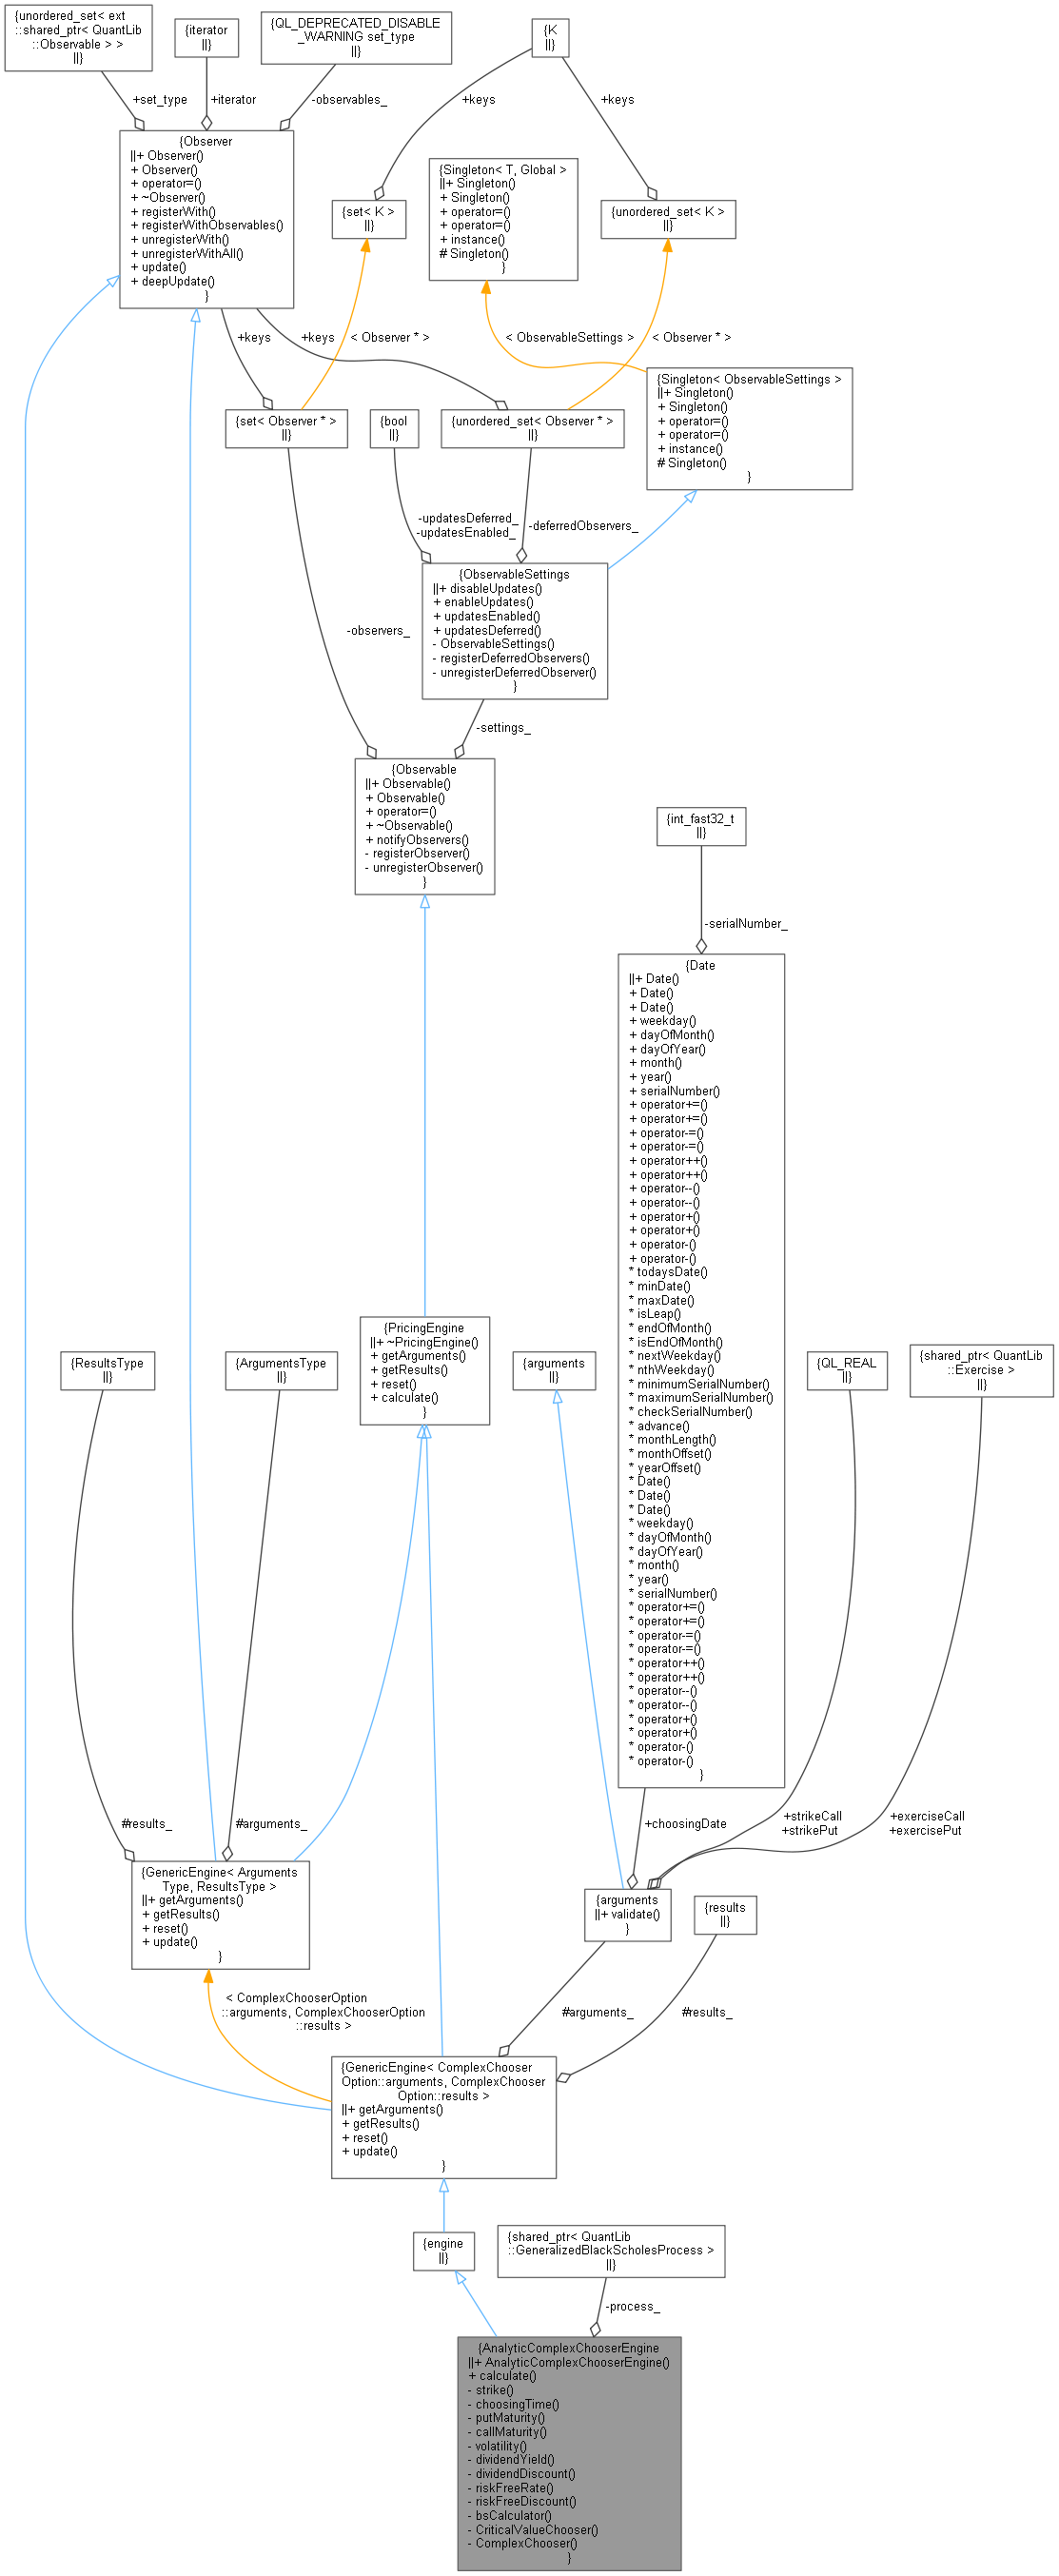 {unordered_set< ext
::shared_ptr< QuantLib
::Observable > >
||}
{iterator
||}
{QL_DEPRECATED_DISABLE
_WARNING set_type
||}
{K
||}
+set_type
+iterator
-observables_
+keys
+keys
{Observer
||+ Observer()
+ Observer()
+ operator=()
+ ~Observer()
+ registerWith()
+ registerWithObservables()
+ unregisterWith()
+ unregisterWithAll()
+ update()
+ deepUpdate()
}
{set< K >
||}
{Singleton< T, Global >
||+ Singleton()
+ Singleton()
+ operator=()
+ operator=()
+ instance()
# Singleton()
}
{unordered_set< K >
||}
+keys
+keys
< Observer * >
< ObservableSettings >
< Observer * >
{set< Observer * >
||}
{bool
||}
{unordered_set< Observer * >
||}
{Singleton< ObservableSettings >
||+ Singleton()
+ Singleton()
+ operator=()
+ operator=()
+ instance()
# Singleton()
}
-updatesDeferred_
-updatesEnabled_
-deferredObservers_
{ObservableSettings
||+ disableUpdates()
+ enableUpdates()
+ updatesEnabled()
+ updatesDeferred()
- ObservableSettings()
- registerDeferredObservers()
- unregisterDeferredObserver()
}
-observers_
-settings_
{Observable
||+ Observable()
+ Observable()
+ operator=()
+ ~Observable()
+ notifyObservers()
- registerObserver()
- unregisterObserver()
}
{int_fast32_t
||}
-serialNumber_
{Date
||+ Date()
+ Date()
+ Date()
+ weekday()
+ dayOfMonth()
+ dayOfYear()
+ month()
+ year()
+ serialNumber()
+ operator+=()
+ operator+=()
+ operator-=()
+ operator-=()
+ operator++()
+ operator++()
+ operator--()
+ operator--()
+ operator+()
+ operator+()
+ operator-()
+ operator-()
* todaysDate()
* minDate()
* maxDate()
* isLeap()
* endOfMonth()
* isEndOfMonth()
* nextWeekday()
* nthWeekday()
* minimumSerialNumber()
* maximumSerialNumber()
* checkSerialNumber()
* advance()
* monthLength()
* monthOffset()
* yearOffset()
* Date()
* Date()
* Date()
* weekday()
* dayOfMonth()
* dayOfYear()
* month()
* year()
* serialNumber()
* operator+=()
* operator+=()
* operator-=()
* operator-=()
* operator++()
* operator++()
* operator--()
* operator--()
* operator+()
* operator+()
* operator-()
* operator-()
}
{ResultsType
||}
{ArgumentsType
||}
{PricingEngine
||+ ~PricingEngine()
+ getArguments()
+ getResults()
+ reset()
+ calculate()
}
{arguments
||}
{QL_REAL
||}
{shared_ptr< QuantLib
::Exercise >
||}
#results_
#arguments_
+choosingDate
+strikeCall
+strikePut
+exerciseCall
+exercisePut
{GenericEngine< Arguments
Type, ResultsType >
||+ getArguments()
+ getResults()
+ reset()
+ update()
}
{arguments
||+ validate()
}
{results
||}
< ComplexChooserOption
::arguments, ComplexChooserOption
::results >
#arguments_
#results_
{GenericEngine< ComplexChooser
Option::arguments, ComplexChooser
Option::results >
||+ getArguments()
+ getResults()
+ reset()
+ update()
}
{engine
||}
{shared_ptr< QuantLib
::GeneralizedBlackScholesProcess >
||}
-process_
{AnalyticComplexChooserEngine
||+ AnalyticComplexChooserEngine()
+ calculate()
- strike()
- choosingTime()
- putMaturity()
- callMaturity()
- volatility()
- dividendYield()
- dividendDiscount()
- riskFreeRate()
- riskFreeDiscount()
- bsCalculator()
- CriticalValueChooser()
- ComplexChooser()
}